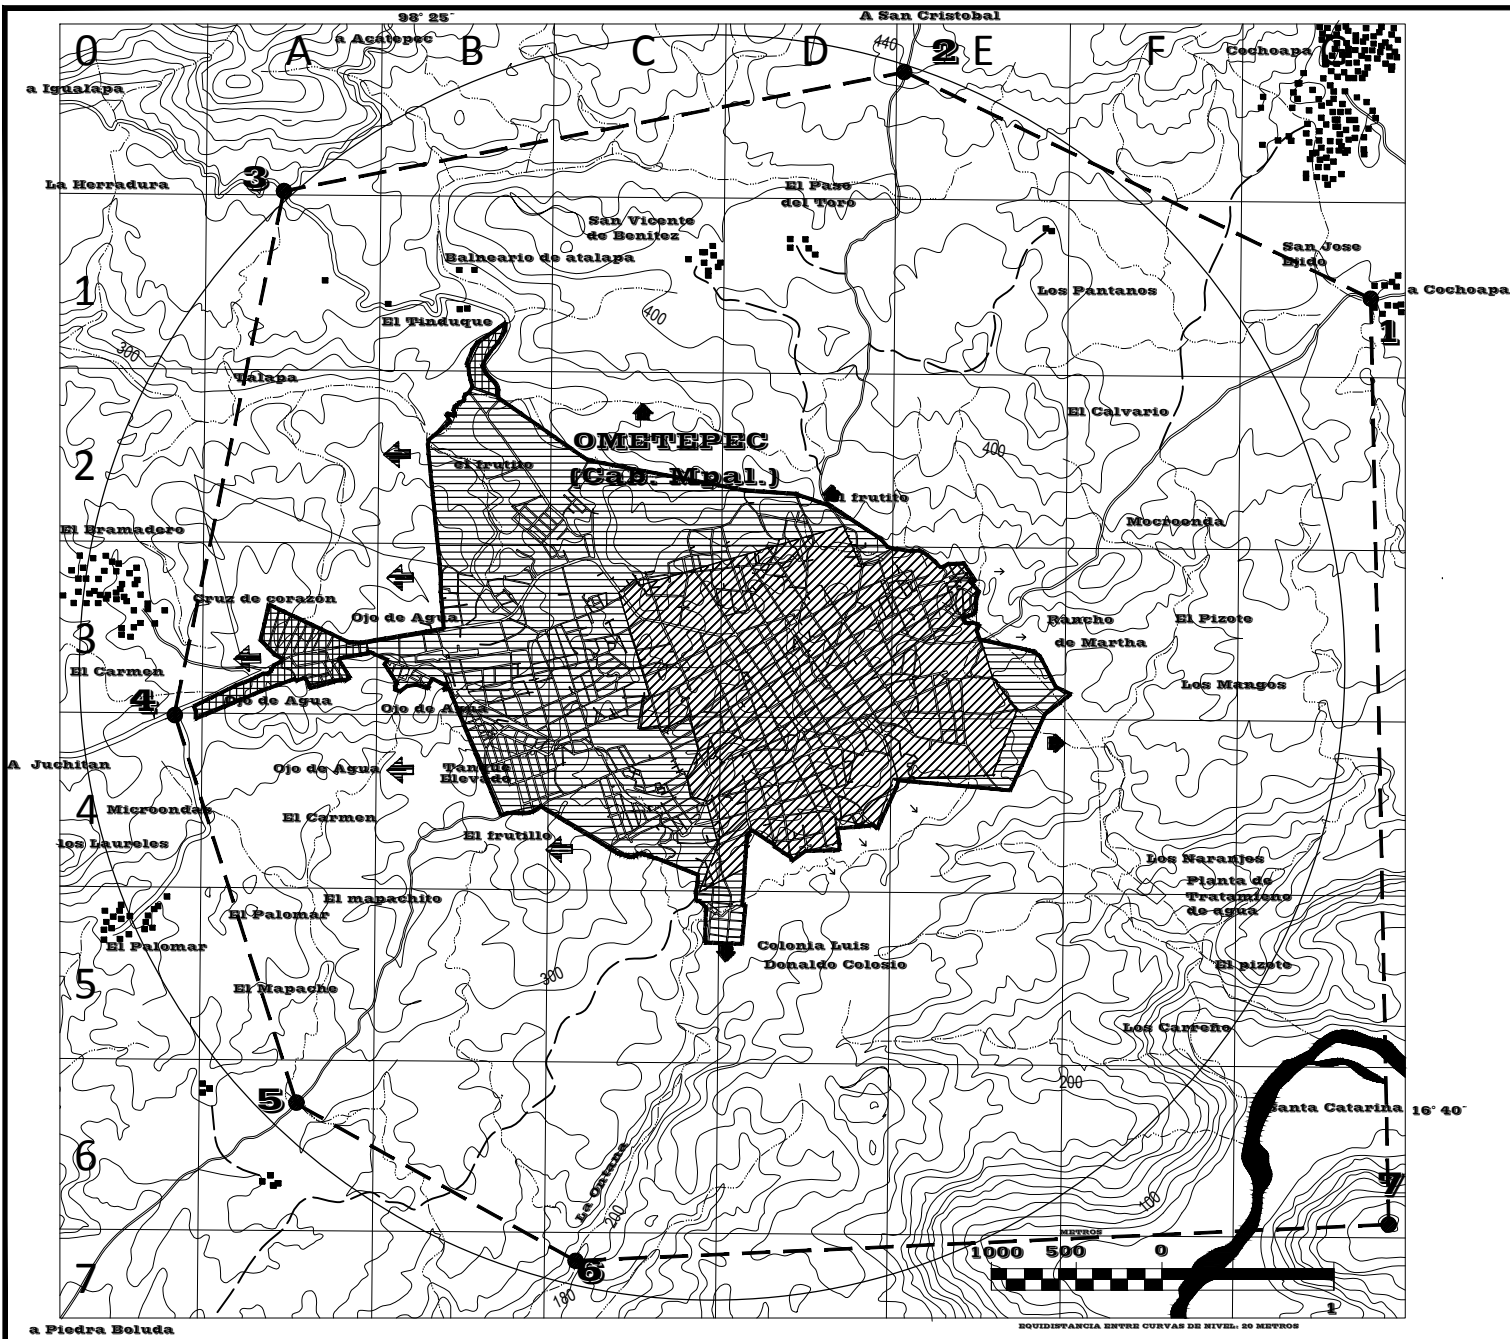 98° 25´
A San Cristobal
0
A
B
C
D
2
E
F
Cochoapa
a Acatepec
440
a Igualapa
3
La Herradura
El Paso
del Toro
San Vicente
de Benitez
San Jose
Ejido
Balneario de atalapa
1
Los Pantanos
a Cochoapa
400
El Tinduque
1
300
Talapa
El Calvario
OMETEPEC
(Cab. Mpal.)
400
2
el frutito
el frutito
El Bramadero
Mocroonda
Cruz de corazón
Ojo de Agua
Rancho
de Martha
El Pizote
3
El Carmen
Los Mangos
4
Ojo de Agua
Ojo de Agua
A Juchitan
Ojo de Agua
Tanque
Elevado
4
Microondas
El Carmen
El frutillo
los Laureles
Los Naranjos
Planta de
Tratamieno
de agua
El mapachito
El Palomar
El Palomar
Colonia Luis
Donaldo Colosio
El pizote
5
300
El Mapache
Los Carreño
200
5
Santa Catarina
16° 40´
6
La Ontana
7
100
200
METROS
1000 500 0
6
7
180
1
a Piedra Boluda
EQUIDISTANCIA ENTRE CURVAS DE NIVEL: 20 METROS